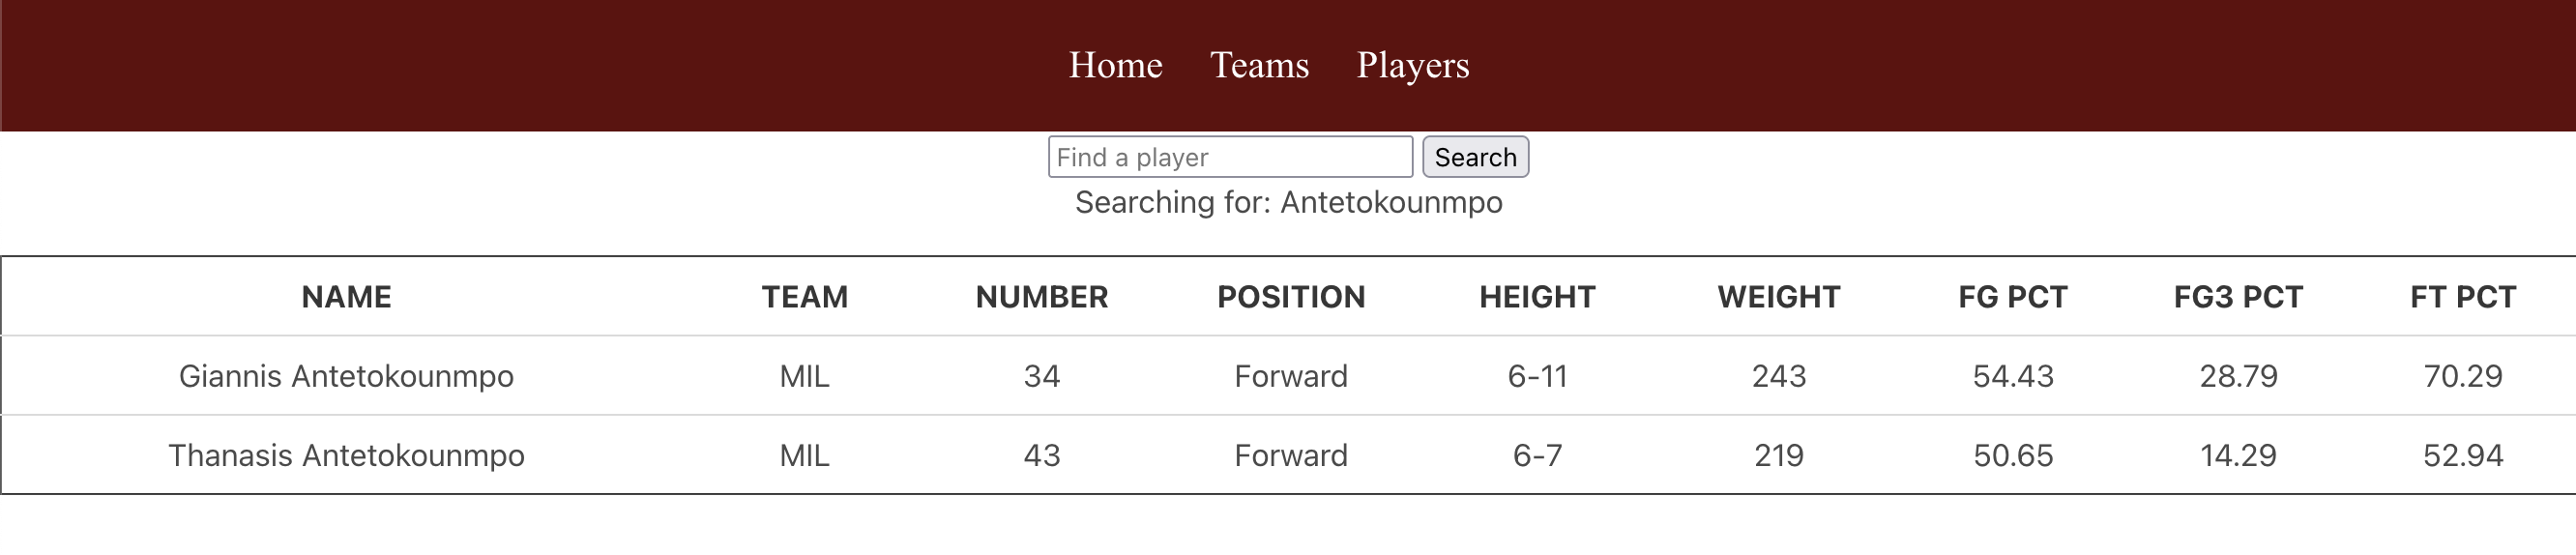 Home Teams Players
Find a player Search
Searching for: Antetokounmpo
NAME TEAM NUMBER POSITION HEIGHT WEIGHT FG PCT FG3 PCT FT PCT
Giannis Antetokounmpo MIL 34 Forward 6-11 243 54.43 28.79 70.29
Thanasis Antetokounmpo MIL 43 Forward 6-7 219 50.65 14.29 52.94